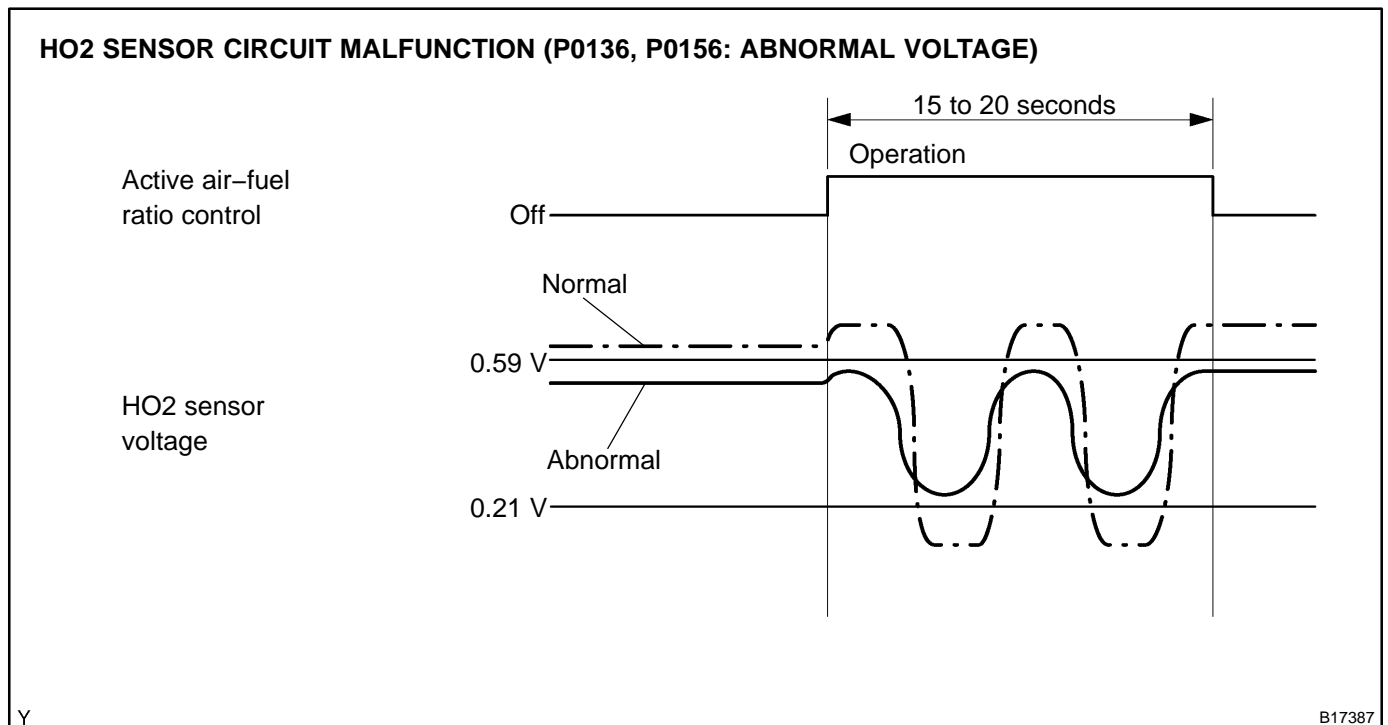 HO2 SENSOR CIRCUIT MALFUNCTION (P0136, P0156: ABNORMAL VOLTAGE)
15 to 20 seconds
Operation
Active air–fuel
ratio control
Off
Normal
0.59 V
HO2 sensor
voltage
Abnormal
0.21 V
Y
B17387